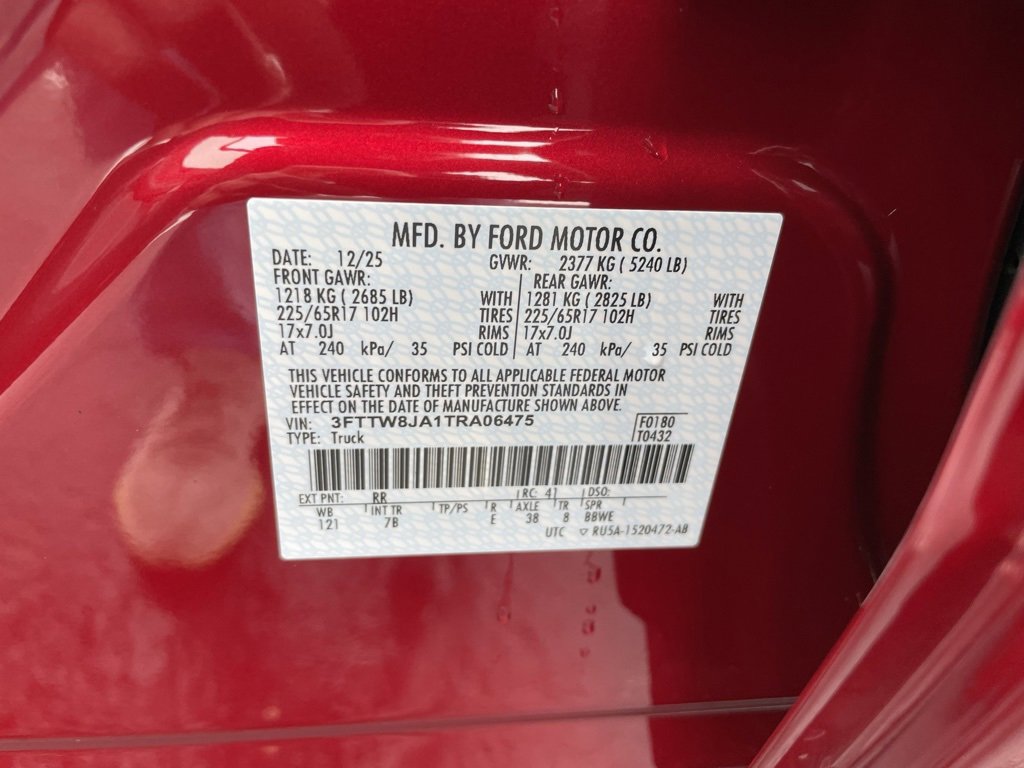 MFD. BY FORD MOTOR CO.
DATE: 12/25 GVWR: 2377 KG ( 5240 LB)
FRONT GAWR: REAR GAWR:
1218 KG ( 2685 LB) WITH 1281 KG ( 2825 LB) WITH
225/65R17 102H TIRES 225/65R17 102H TIRES
17x7.0J RIMS 17x7.0J RIMS
AT 240 kPa/ 35 PSI COLD AT 240 kPa/ 35 PSI COLD
THIS VEHICLE CONFORMS TO ALL APPLICABLE FEDERAL MOTOR
VEHICLE SAFETY AND THEFT PREVENTION STANDARDS IN
EFFECT ON THE DATE OF MANUFACTURE SHOWN ABOVE.
VIN: 3FTTW8JA1TRA06475 F0180
TYPE: Truck T0432
EXT PNT: RR RC: 41 DSO:
WB INT TR TP/PS R AXLE TR SPR
121 7B E 38 8 BBWE
UTC ▽ RU5A-1520472-AB